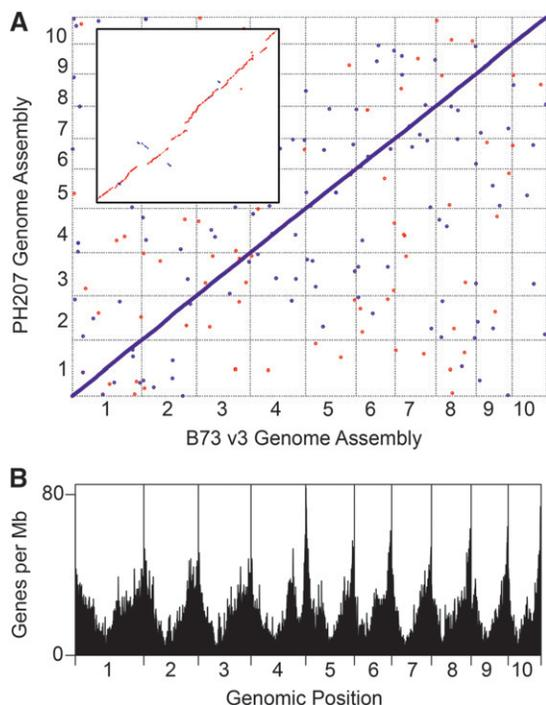 A
PH207 Genome Assembly
10
9
8
7
6
5
4
3
2
1
1 2 3 4 5 6 7 8 9 10
B73 v3 Genome Assembly
B
Genes per Mb
80
0
1 2 3 4 5 6 7 8 9 10
Genomic Position